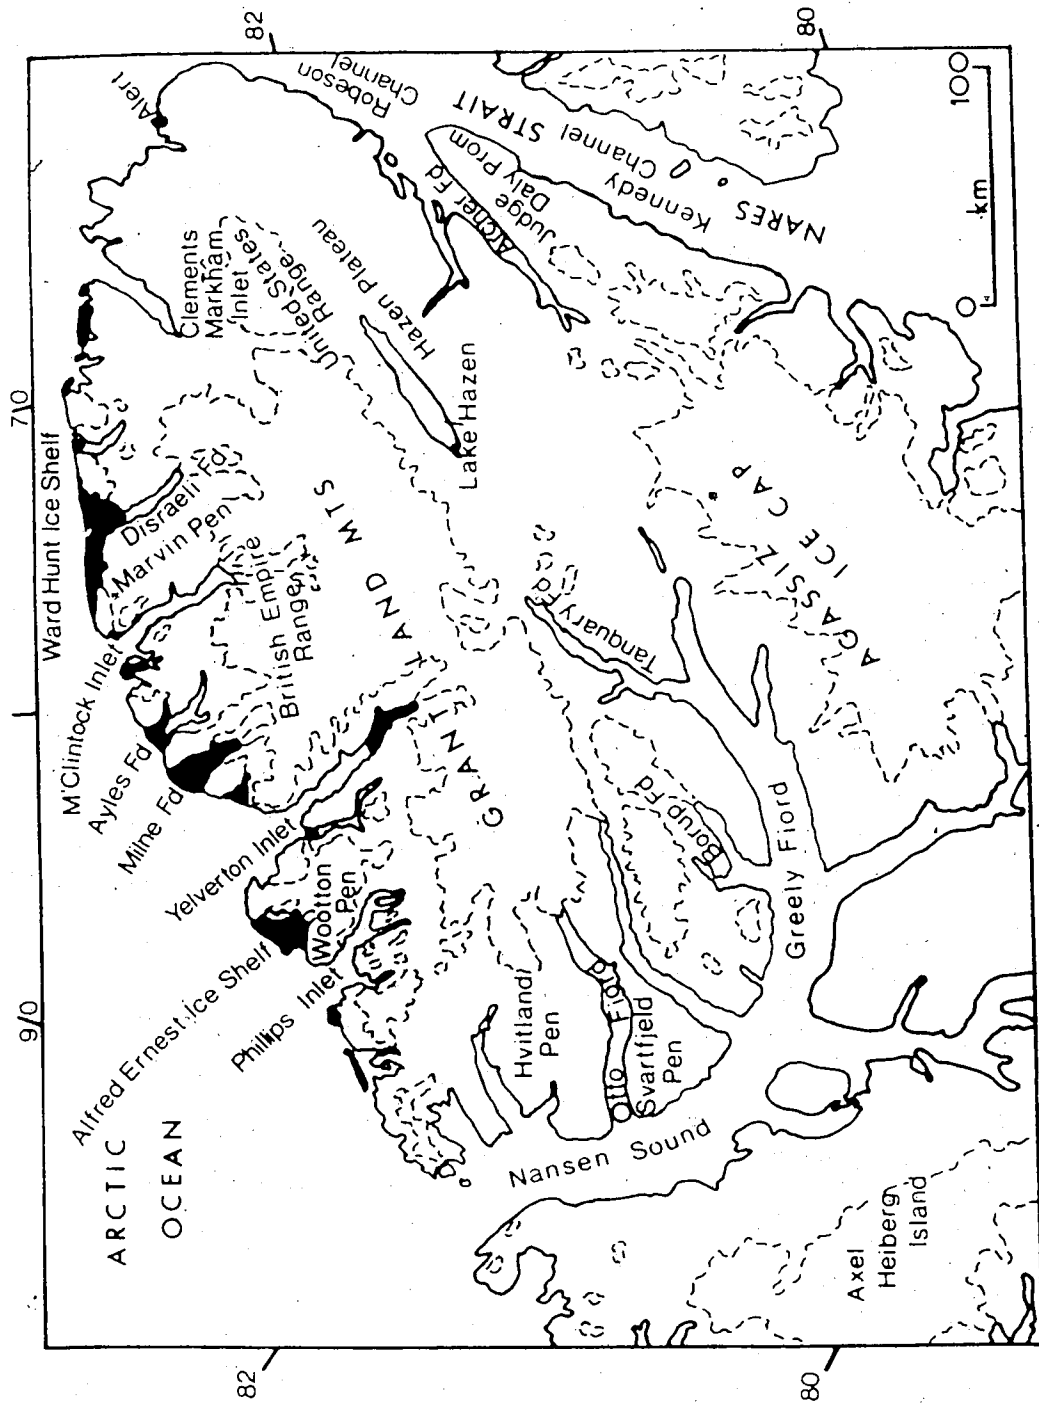 90
70
82
82
80
80
ARCTIC
OCEAN
Alfred Ernest Ice Shelf
Phillips Inlet
Wootton
Pen
Yelverton Inlet
Milne Fd
Ayles Fd
M'Clintock Inlet
Ward Hunt Ice Shelf
Disraeli Fd
Marvin Pen
British Empire
Range
Clements
Markham
Inlet
United States
Range
Alert
Robeson
Channel
Hazen Plateau
Lake Hazen
GRANT LAND MTS
Archer Fd
Judge
Daly Prom
Kennedy Channel
NARES STRAIT
Nansen Sound
Hvitland
Pen
Otto Fiord
Svartfjeld
Pen
Borup Fd
Tanquary Fd
Greely Fiord
AGASSIZ
ICE CAP
Axel
Heiberg
Island
0 km 100